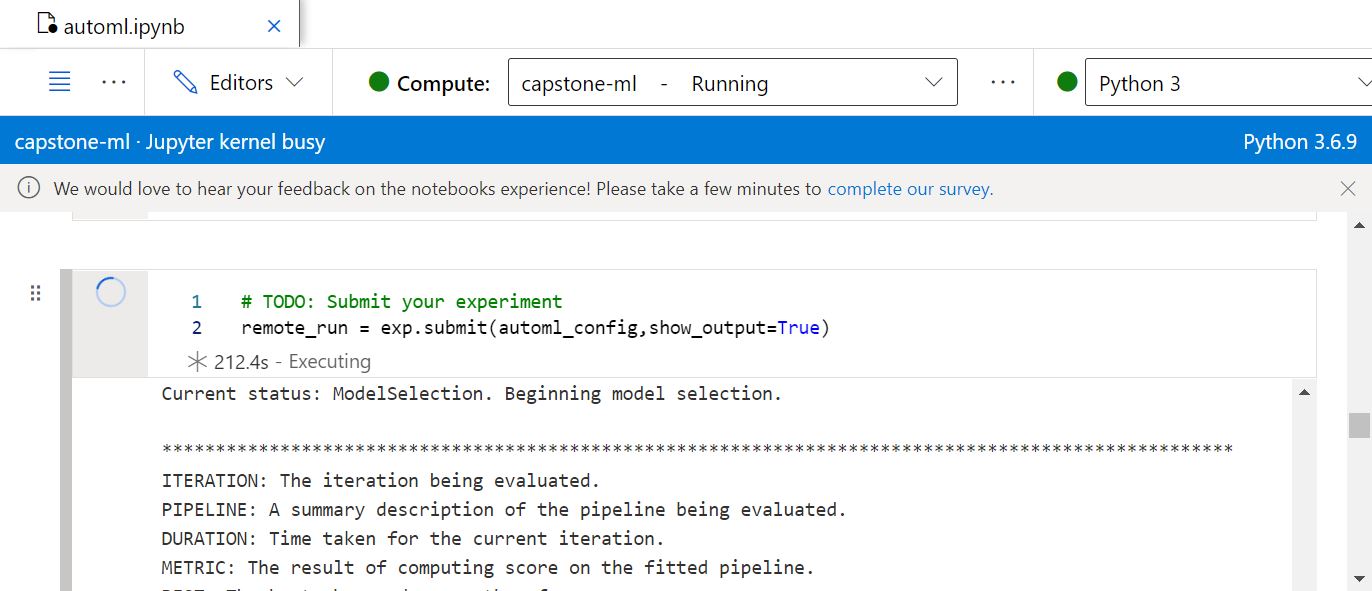 automl.ipynb
Editors
Compute: capstone-ml - Running
Python 3
capstone-ml · Jupyter kernel busy
Python 3.6.9
We would love to hear your feedback on the notebooks experience! Please take a few minutes to complete our survey.
1 # TODO: Submit your experiment
2 remote_run = exp.submit(automl_config,show_output=True)
212.4s - Executing
Current status: ModelSelection. Beginning model selection.
****************************************************************************************************
ITERATION: The iteration being evaluated.
PIPELINE: A summary description of the pipeline being evaluated.
DURATION: Time taken for the current iteration.
METRIC: The result of computing score on the fitted pipeline.